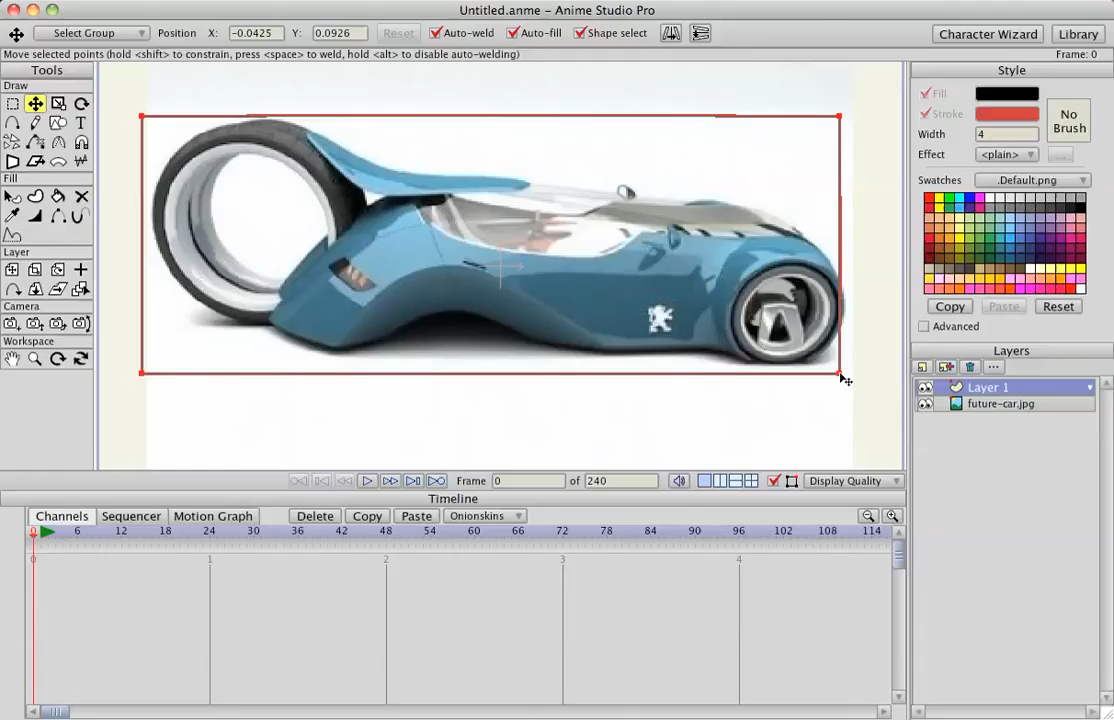 Untitled.anme - Anime Studio Pro
Select Group Position X: -0.0425 Y: 0.0926 Reset Auto-weld Auto-fill Shape select Character Wizard Library
Move selected points (hold <shift> to constrain, press <space> to weld, hold <alt> to disable auto-welding) Frame: 0
Tools
Draw
T
Fill
Layer
Camera
Workspace
Style
Fill
Stroke
No Brush
Width 4
Effect <plain> ...
Swatches .Default.png
Copy Paste Reset
Advanced
Layers
...
Layer 1
future-car.jpg
Frame 0 of 240 Display Quality
Timeline
Channels Sequencer Motion Graph Delete Copy Paste Onionskins
0 6 12 18 24 30 36 42 48 54 60 66 72 78 84 90 96 102 108 114
0 1 2 3 4